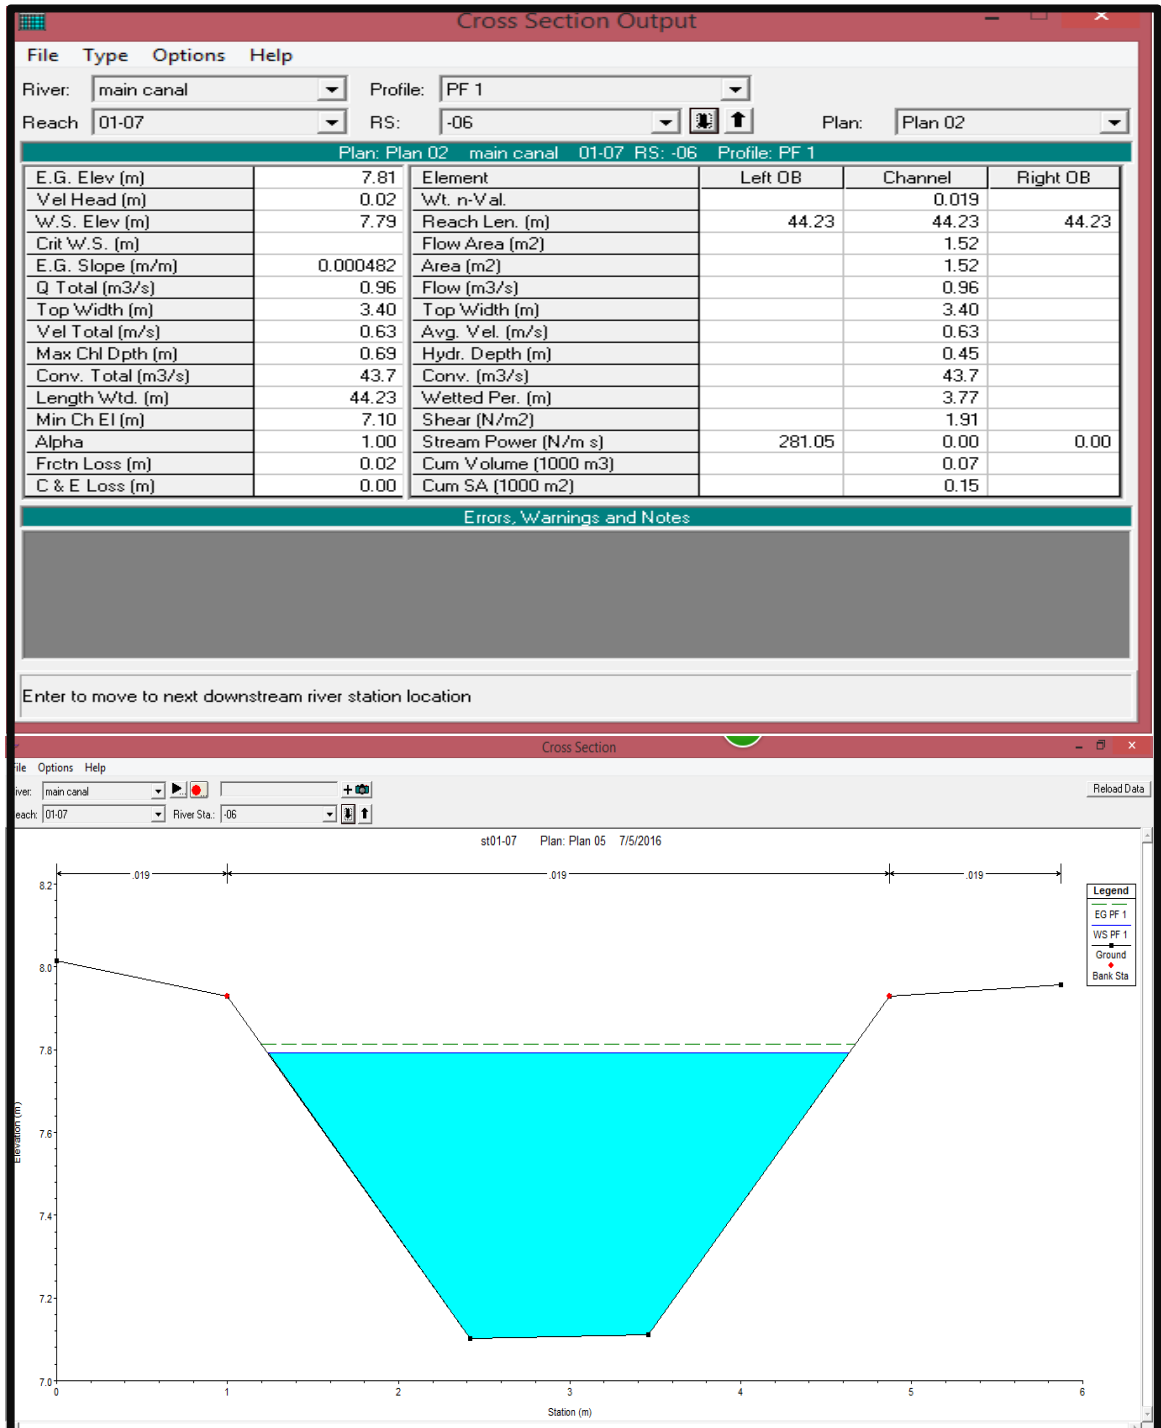 Cross Section Output
File Type Options Help
River: main canal Profile: PF 1
Reach 01-07 RS: -06 Plan: Plan 02
Plan: Plan 02 main canal 01-07 RS: -06 Profile: PF 1
E.G. Elev (m) 7.81 Element Left OB Channel Right OB
Vel Head (m) 0.02 Wt. n-Val. 0.019
W.S. Elev (m) 7.79 Reach Len. (m) 44.23 44.23 44.23
Crit W.S. (m) Flow Area (m2) 1.52
E.G. Slope (m/m) 0.000482 Area (m2) 1.52
Q Total (m3/s) 0.96 Flow (m3/s) 0.96
Top Width (m) 3.40 Top Width (m) 3.40
Vel Total (m/s) 0.63 Avg. Vel. (m/s) 0.63
Max Chl Dpth (m) 0.69 Hydr. Depth (m) 0.45
Conv. Total (m3/s) 43.7 Conv. (m3/s) 43.7
Length Wtd. (m) 44.23 Wetted Per. (m) 3.77
Min Ch El (m) 7.10 Shear (N/m2) 1.91
Alpha 1.00 Stream Power (N/m s) 281.05 0.00 0.00
Frctn Loss (m) 0.02 Cum Volume (1000 m3) 0.07
C & E Loss (m) 0.00 Cum SA (1000 m2) 0.15
Errors, Warnings and Notes
Enter to move to next downstream river station location
Cross Section
ile Options Help
iver: main canal
Reload Data
each: 01-07 River Sta.: -06
st01-07 Plan: Plan 05 7/5/2016
.019 .019 .019
Legend
EG PF 1
WS PF 1
Ground
Bank Sta
8.2
8.0
7.8
7.6
7.4
7.2
7.0
Elevation (m)
0 1 2 3 4 5 6
Station (m)